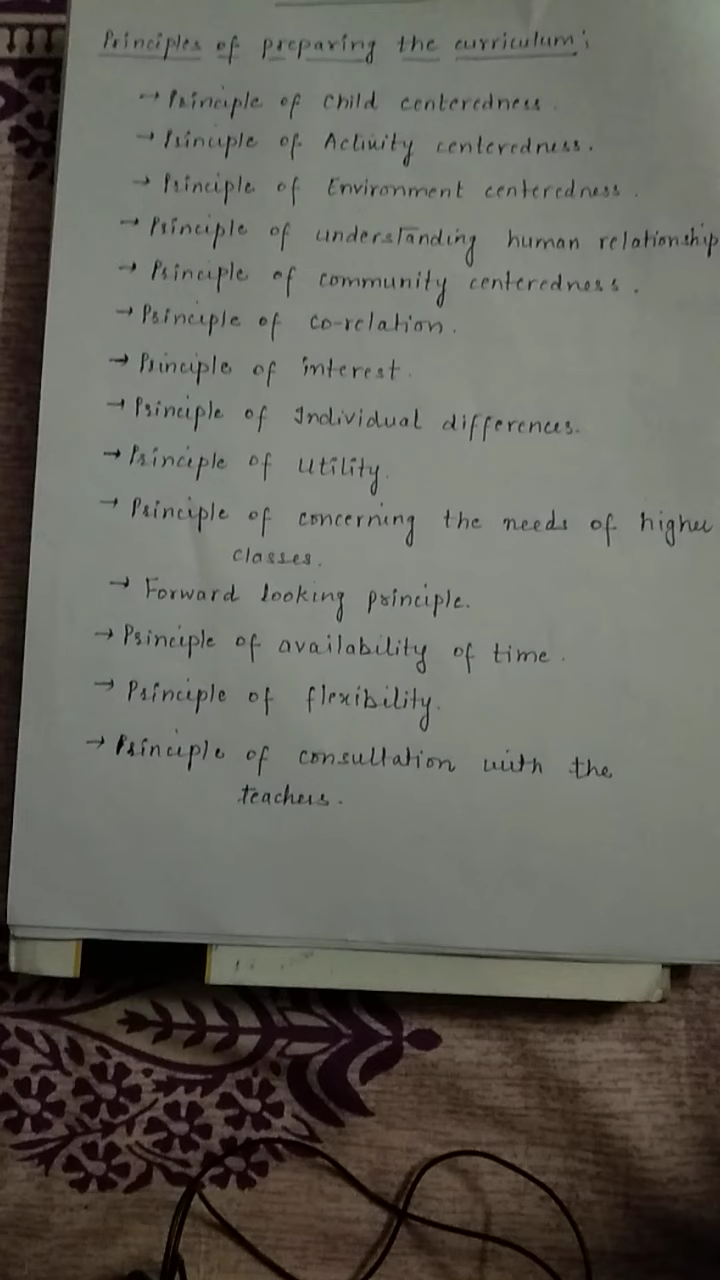 Principles of preparing the curriculum:
→ Principle of child centeredness.
→ Principle of Activity centeredness.
→ Principle of Environment centeredness.
→ Principle of understanding human relationship
→ Principle of community centeredness.
→ Principle of co-relation.
→ Principle of interest.
→ Principle of Individual differences.
→ Principle of utility.
→ Principle of concerning the needs of higher
classes.
→ Forward looking principle.
→ Principle of availability of time.
→ Principle of flexibility.
→ Principle of consultation with the
teachers.